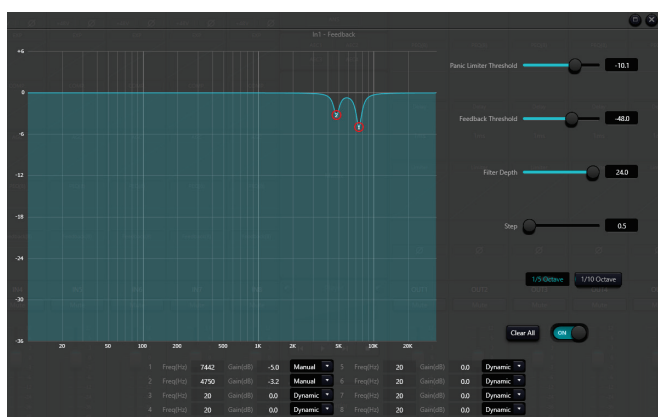 In1 - Feedback
+6
0
-6
-12
-18
-24
-30
-36
20 50 100 200 500 1K 2K 5K 10K 20K
Panic Limiter Threshold -10.1
Feedback Threshold -48.0
Filter Depth 24.0
Step 0.5
1/5 Octave 1/10 Octave
Clear All ON
1 Freq(Hz) 7442 Gain(dB) -5.0 Manual 5 Freq(Hz) 20 Gain(dB) 0.0 Dynamic
2 Freq(Hz) 4750 Gain(dB) -3.2 Manual 6 Freq(Hz) 20 Gain(dB) 0.0 Dynamic
3 Freq(Hz) 20 Gain(dB) 0.0 Dynamic 7 Freq(Hz) 20 Gain(dB) 0.0 Dynamic
4 Freq(Hz) 20 Gain(dB) 0.0 Dynamic 8 Freq(Hz) 20 Gain(dB) 0.0 Dynamic